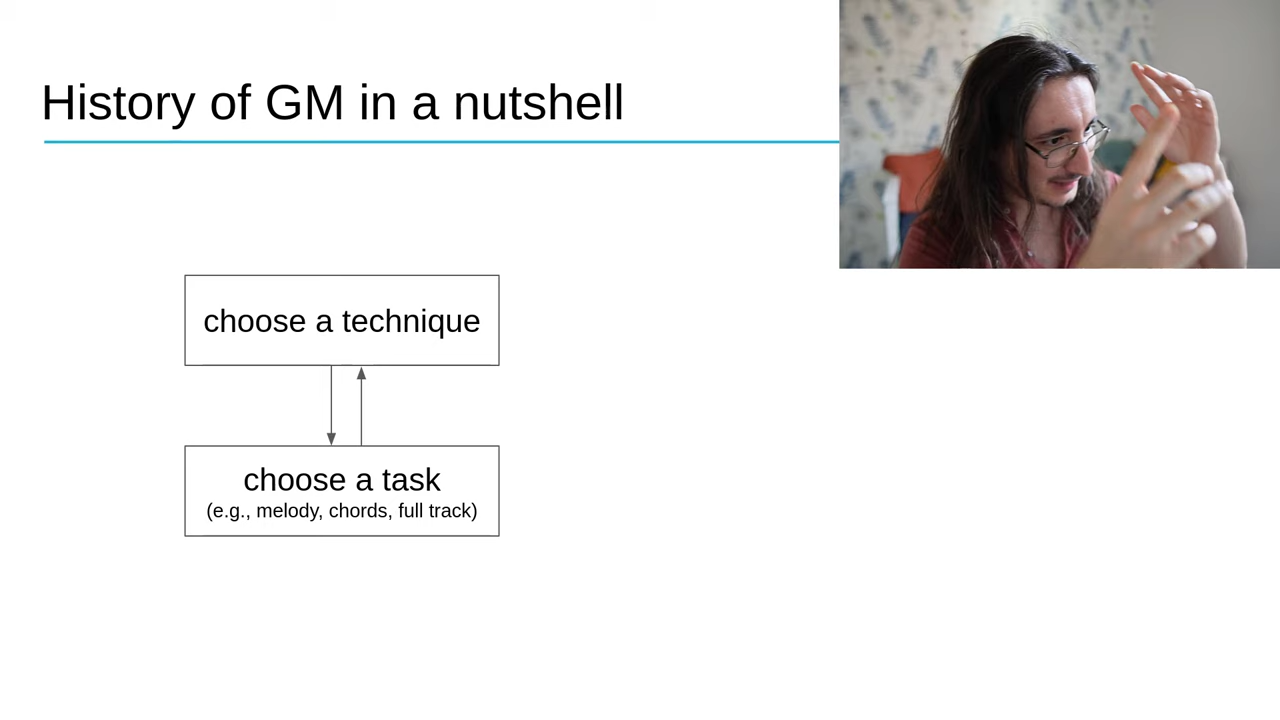 History of GM in a nutshell
choose a technique
choose a task
(e.g., melody, chords, full track)